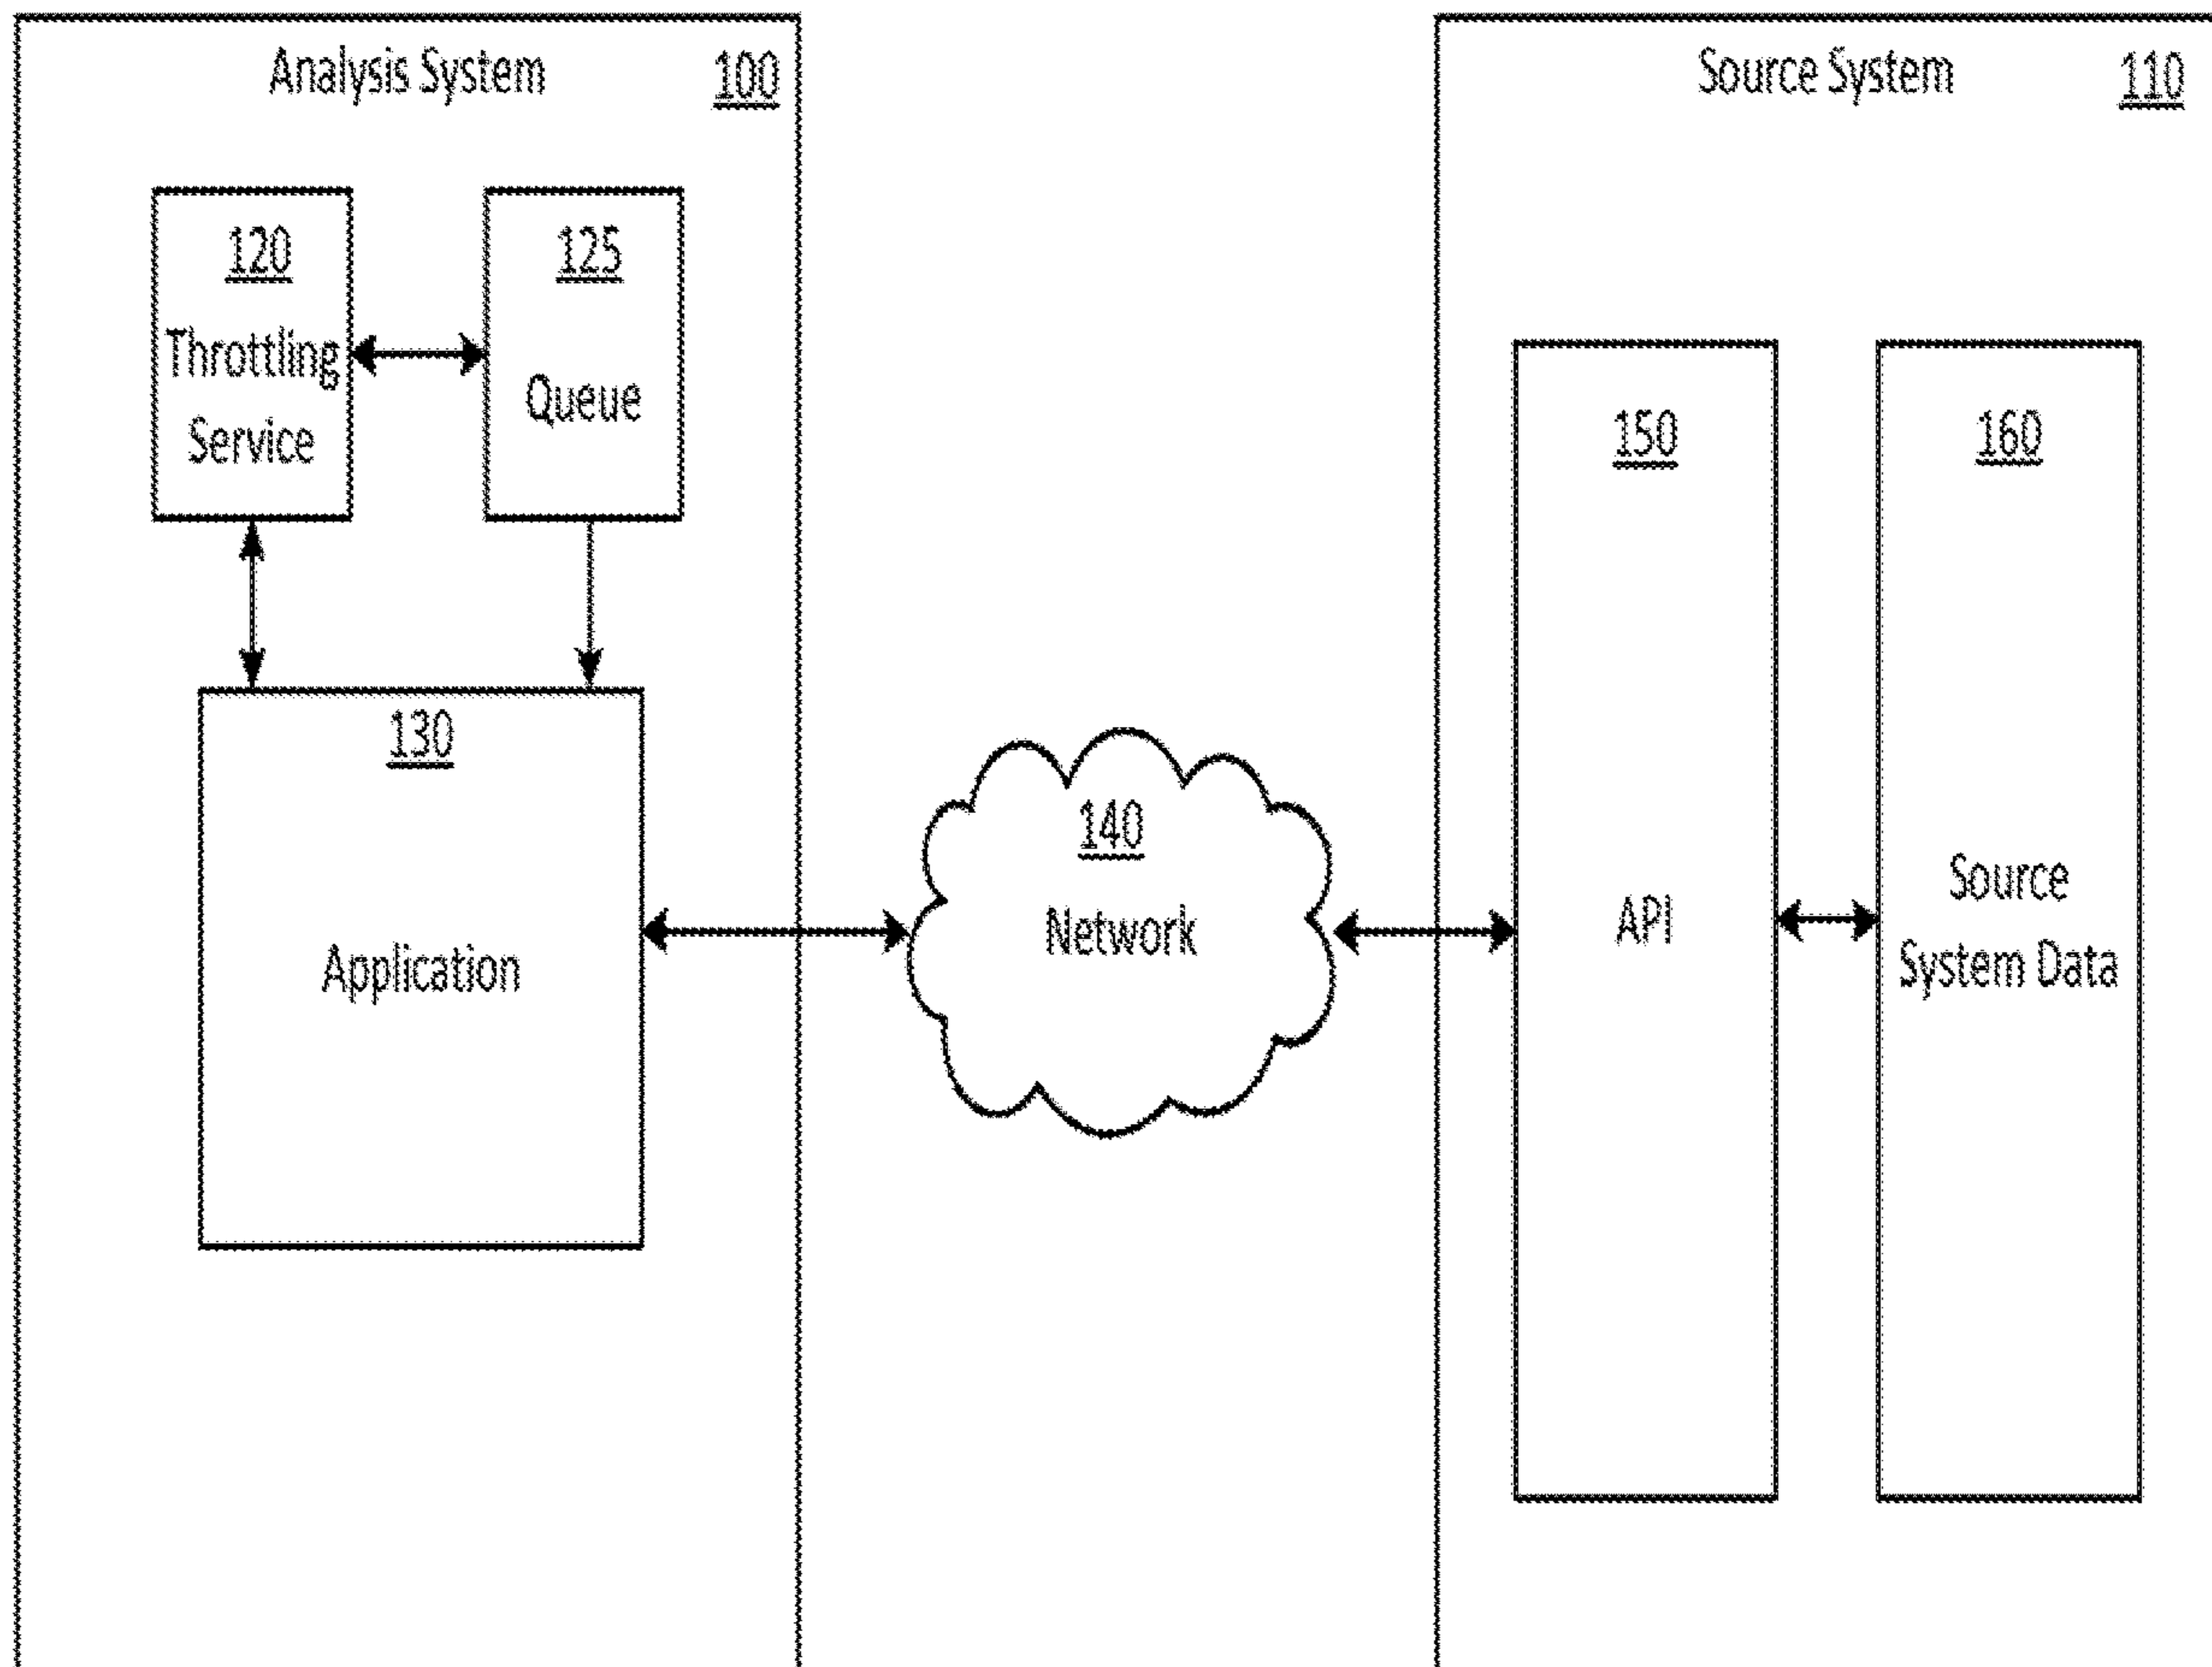 Analysis System
100
120
Throttling
Service
125
Queue
130
Application
140
Network
Source System
110
150
API
160
Source
System Data